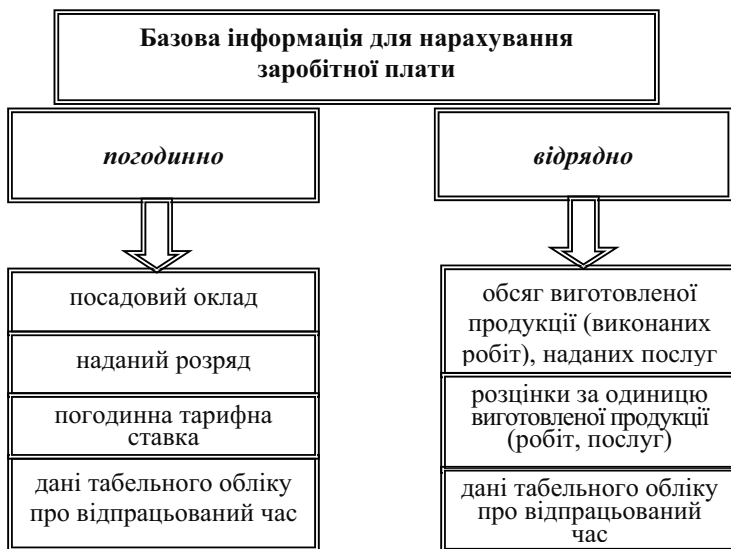 Базова інформація для нарахування
заробітної плати
погодинно
посадовий оклад
наданий розряд
погодинна тарифна
ставка
дані табельного обліку
про відпрацьований час
відрядно
обсяг виготовленої
продукції (виконаних
робіт), наданих послуг
розцінки за одиницю
виготовленої продукції
(робіт, послуг)
дані табельного обліку
про відпрацьований
час